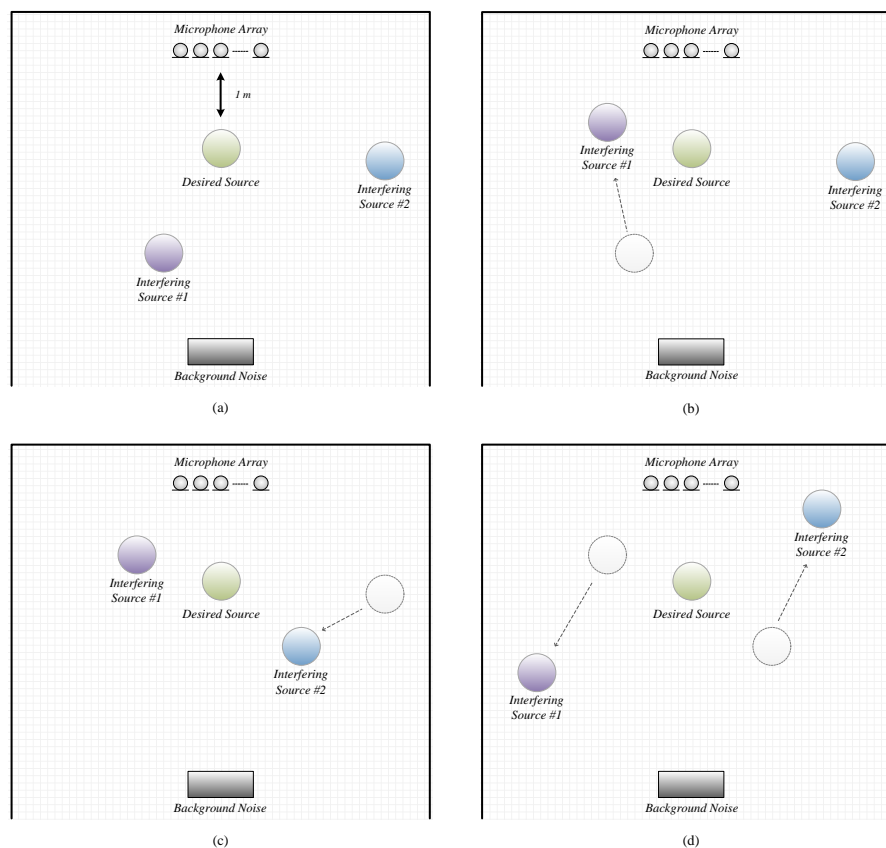 Microphone Array
1 m
Desired Source
Interfering
Source #2
Interfering
Source #1
Background Noise
(a)
Microphone Array
Interfering
Source #1
Desired Source
Interfering
Source #2
Background Noise
(b)
Microphone Array
Interfering
Source #1
Desired Source
Interfering
Source #2
Background Noise
(c)
Microphone Array
Interfering
Source #2
Desired Source
Interfering
Source #1
Background Noise
(d)